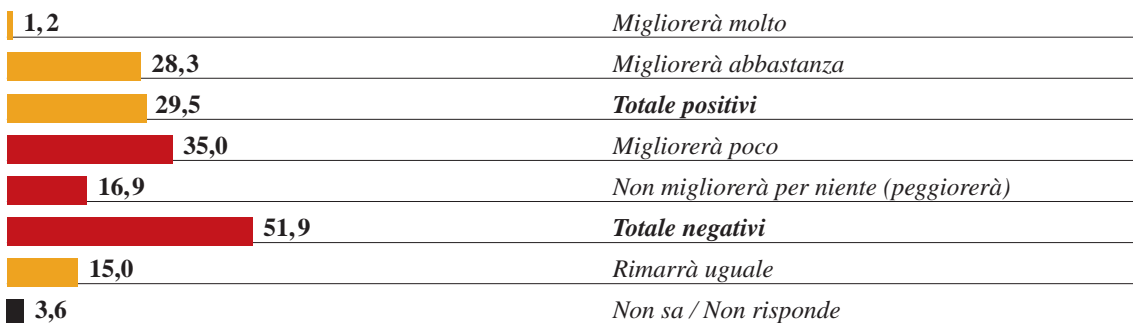 1,2 Migliorerà molto
28,3 Migliorerà abbastanza
29,5 Totale positivi
35,0 Migliorerà poco
16,9 Non migliorerà per niente (peggiorerà)
51,9 Totale negativi
15,0 Rimarrà uguale
3,6 Non sa / Non risponde